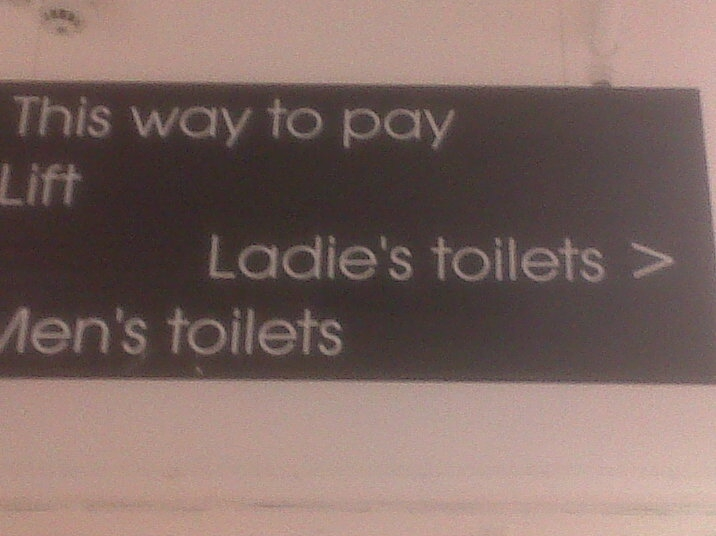 This way to pay
Lift
Ladie's toilets >
Men's toilets